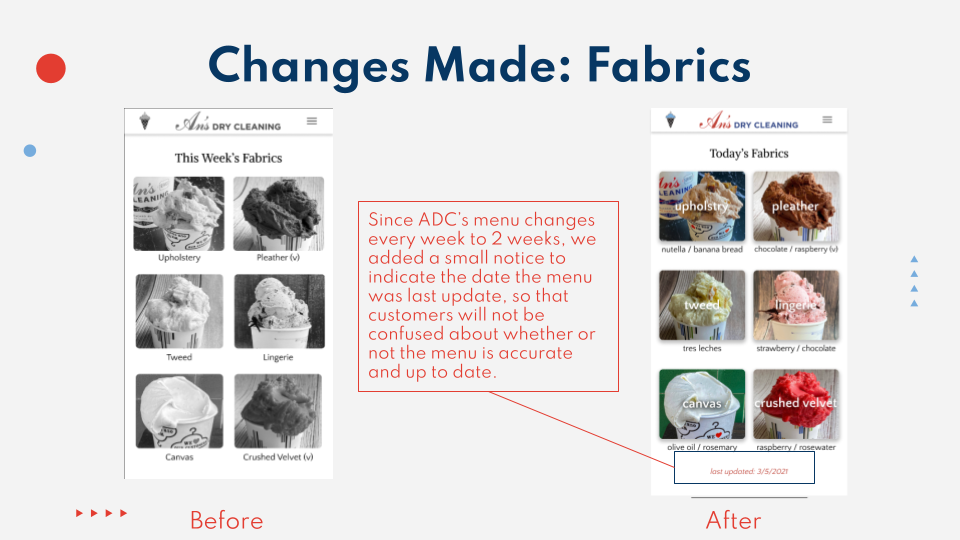 Changes Made: Fabrics
An's DRY CLEANING
This Week's Fabrics
Upholstery
Pleather (v)
Tweed
Lingerie
Canvas
Crushed Velvet (v)
Before
Since ADC's menu changes
every week to 2 weeks, we
added a small notice to
indicate the date the menu
was last update, so that
customers will not be
confused about whether or
not the menu is accurate
and up to date.
An's DRY CLEANING
Today's Fabrics
upholstry
pleather
nutella / banana bread
chocolate / raspberry (v)
tweed
lingerie
tres leches
strawberry / chocolate
canvas
crushed velvet
olive oil / rosemary
raspberry / rosewater
last updated: 3/5/2021
After